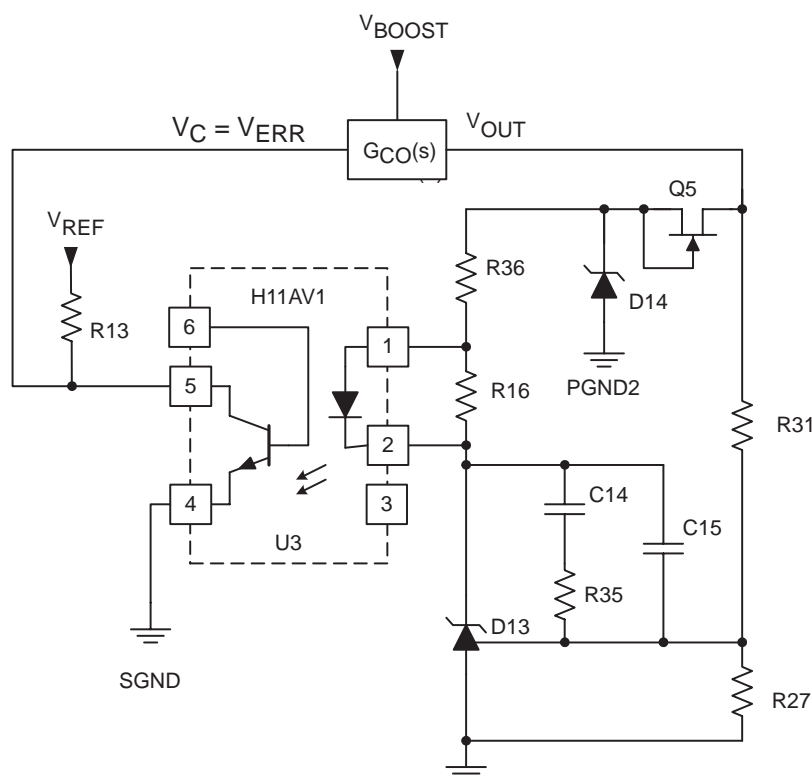 VBOOST
VC = VERR
GCO(s)
VOUT
Q5
VREF
R36
H11AV1
D14
R13
6
1
5
R16
PGND2
R31
2
C14
4
3
C15
U3
R35
D13
SGND
R27